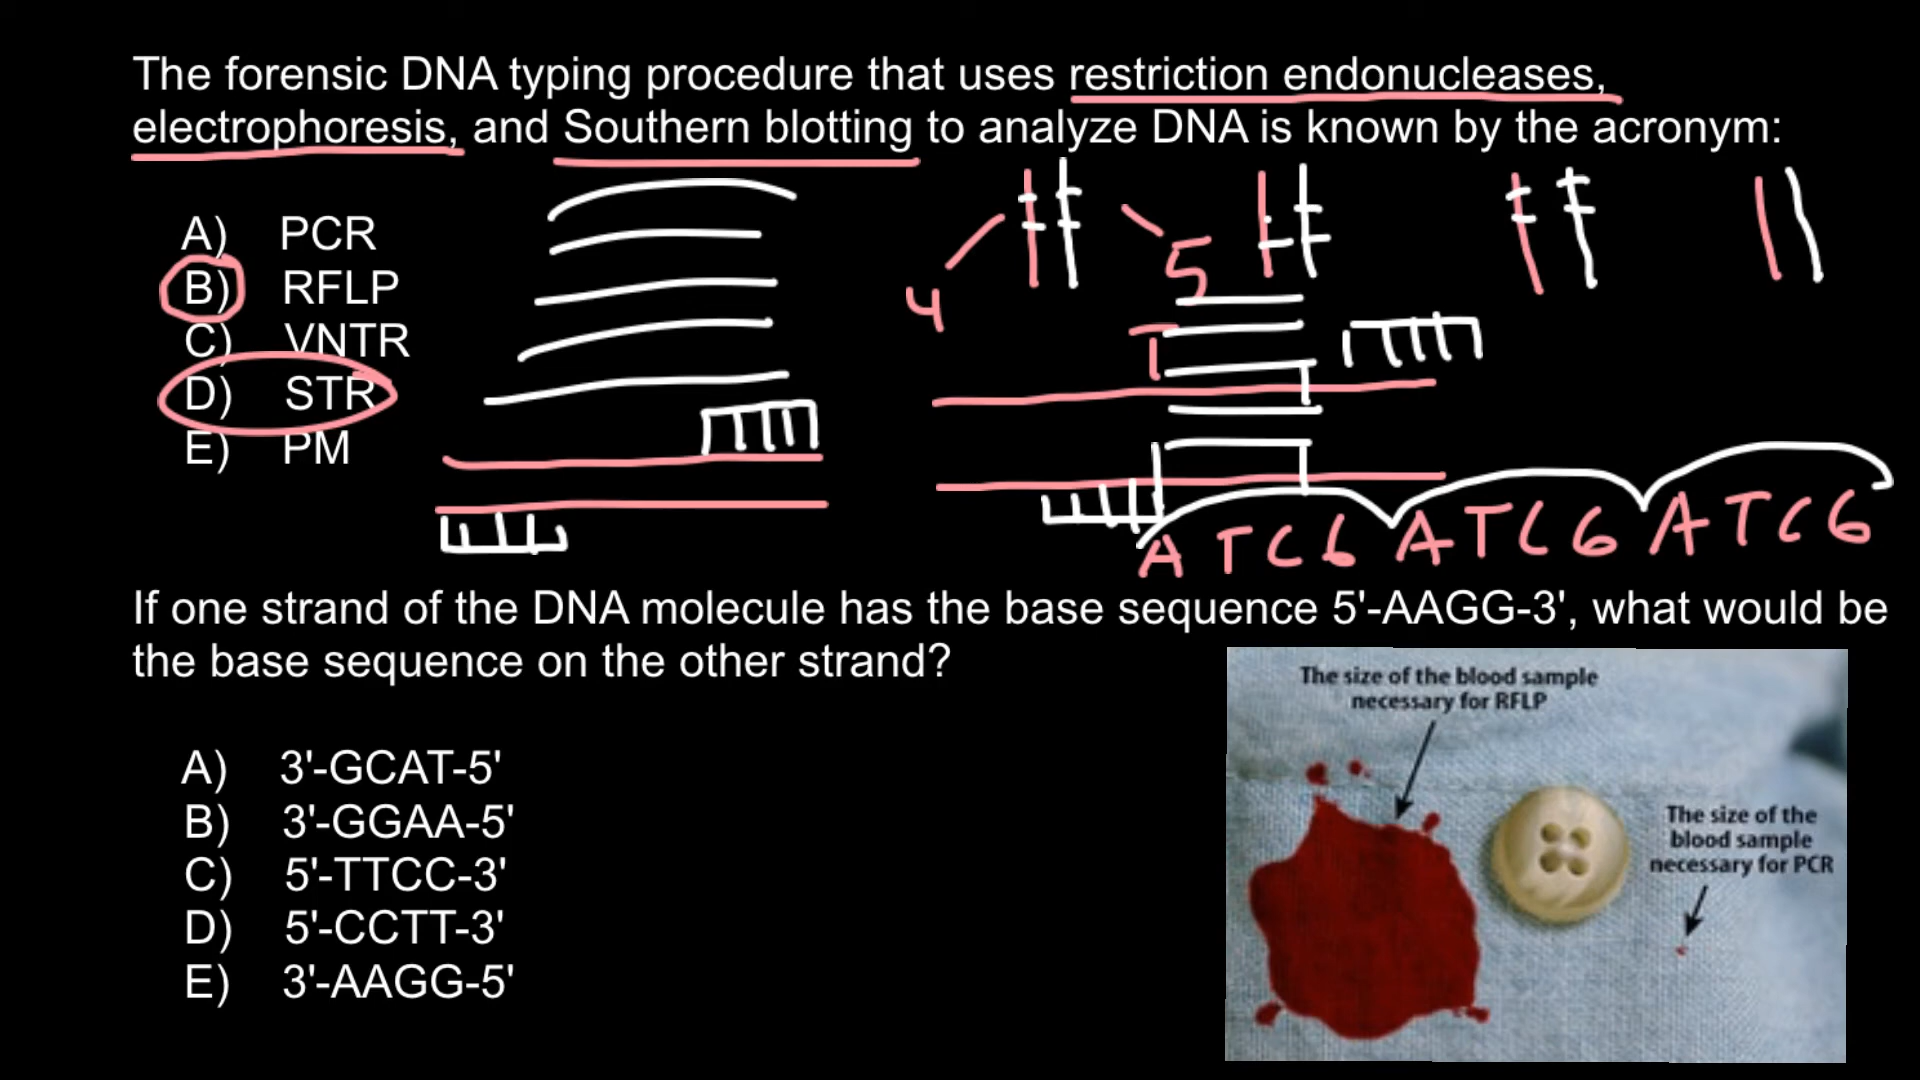 The forensic DNA typing procedure that uses restriction endonucleases,
electrophoresis, and Southern blotting to analyze DNA is known by the acronym:
A) PCR
B) RFLP
C) VNTR
D) STR
E) PM
4
5
T
A T C G A T C G A T C G
If one strand of the DNA molecule has the base sequence 5'-AAGG-3', what would be
the base sequence on the other strand?
A) 3'-GCAT-5'
B) 3'-GGAA-5'
C) 5'-TTCC-3'
D) 5'-CCTT-3'
E) 3'-AAGG-5'
The size of the blood sample
necessary for RFLP
The size of the
blood sample
necessary for PCR